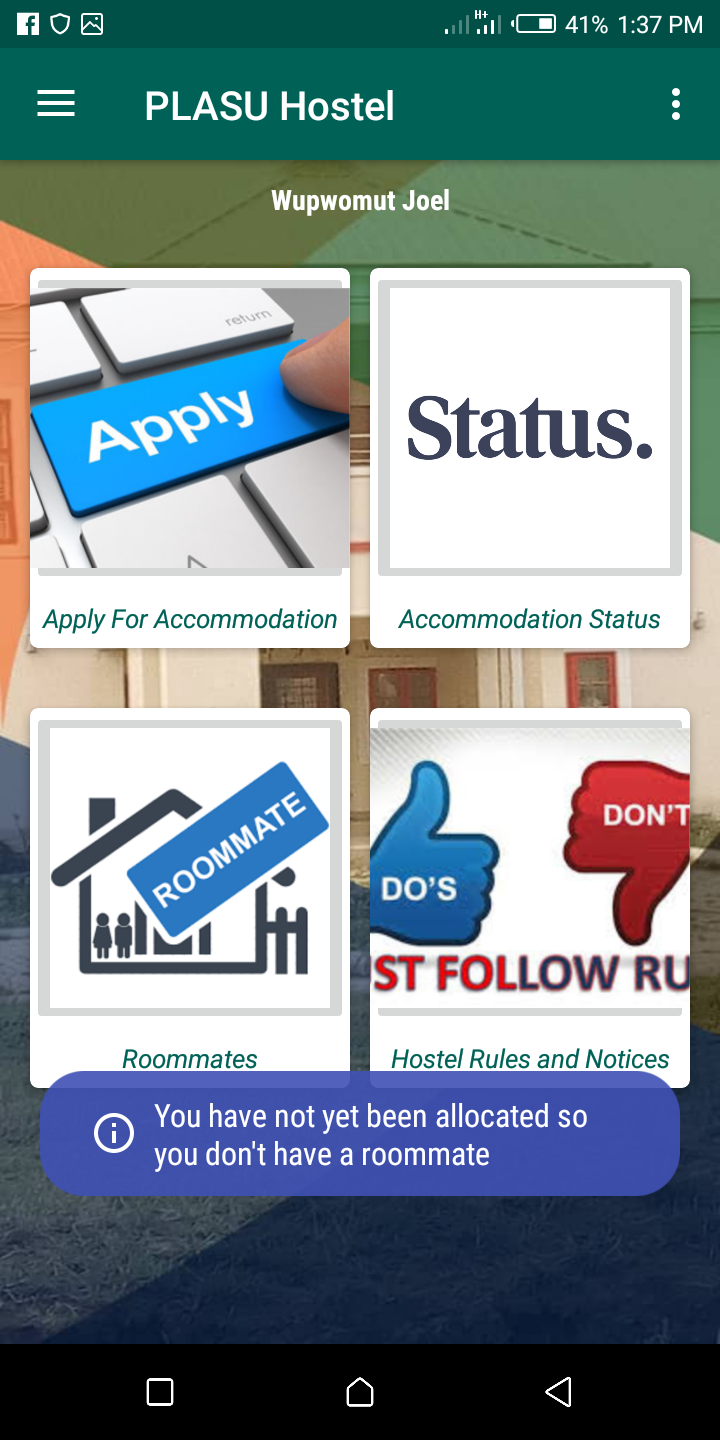 H+ 41% 1:37 PM
PLASU Hostel
Wupwomut Joel
return
Apply
Status.
Apply For Accommodation
Accommodation Status
ROOMMATE
DO'S
DON'T
ST FOLLOW RU
Roommates
Hostel Rules and Notices
You have not yet been allocated so
you don't have a roommate